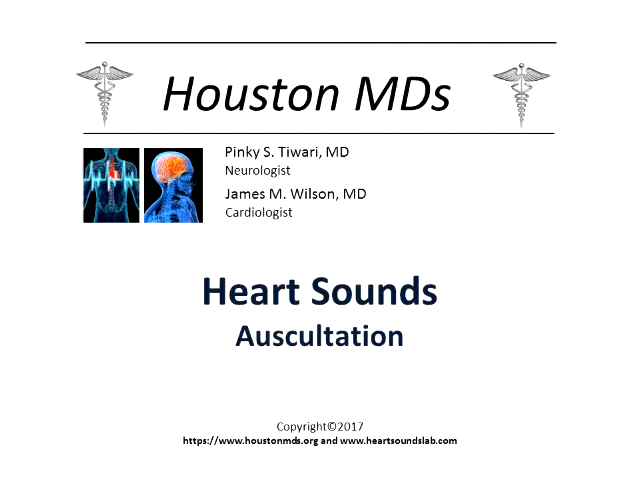 Houston MDs
Pinky S. Tiwari, MD
Neurologist
James M. Wilson, MD
Cardiologist
Heart Sounds
Auscultation
Copyright©2017
https://www.houstonmds.org and www.heartsoundslab.com